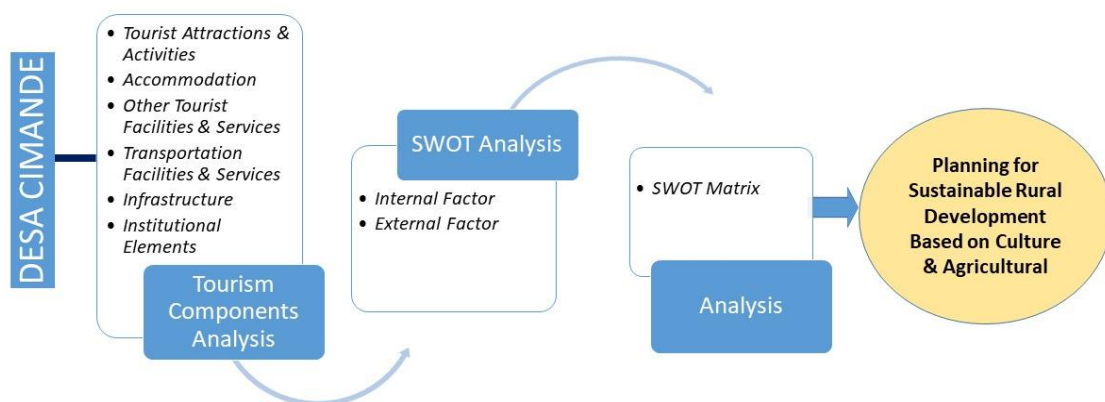 DESA CIMANDE
• Tourist Attractions &
Activities
• Accommodation
• Other Tourist
Facilities & Services
• Transportation
Facilities & Services
• Infrastructure
• Institutional
Elements
Tourism
Components
Analysis
SWOT Analysis
• Internal Factor
• External Factor
• SWOT Matrix
Analysis
Planning for
Sustainable Rural
Development
Based on Culture
& Agricultural